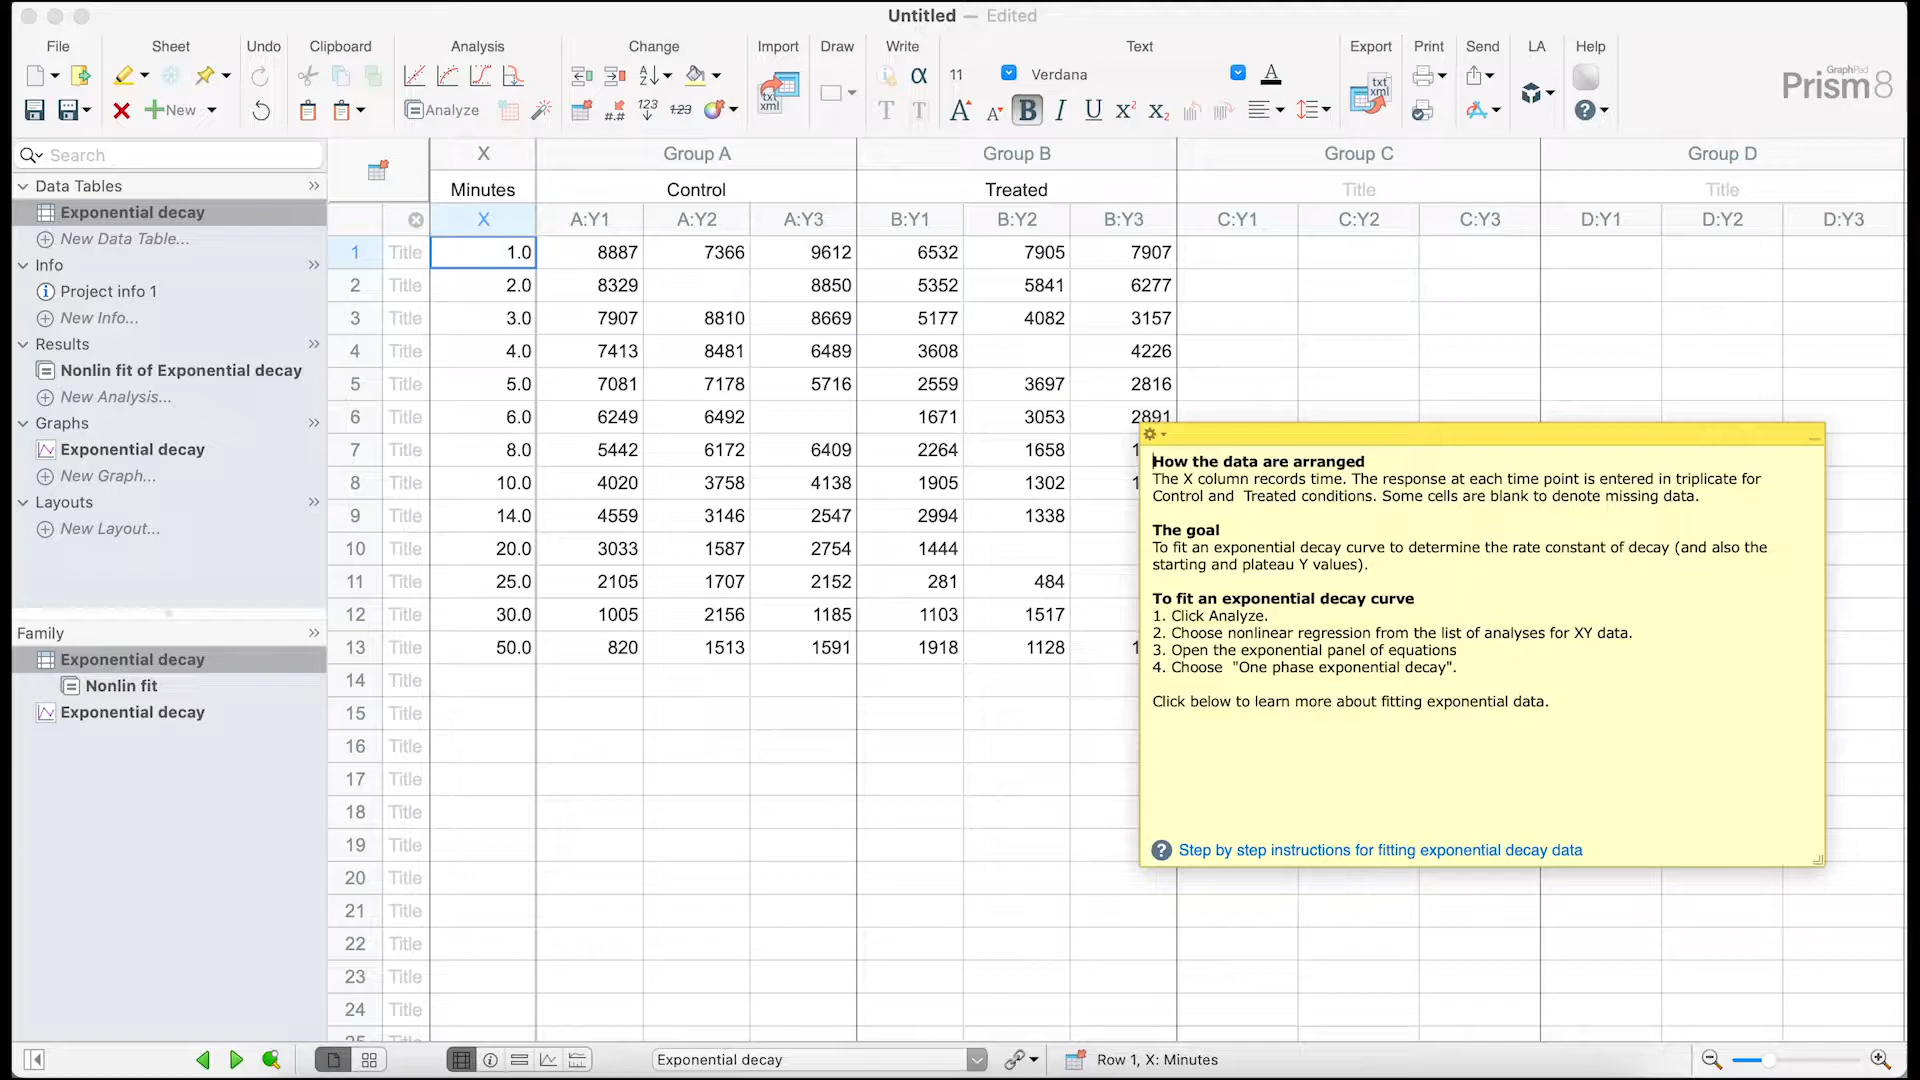 Untitled — Edited
File Sheet Undo Clipboard Analysis Change Import Draw Write Text Export Print Send LA Help
α 11 Verdana A
txt xml
txt xml
GraphPad
Prism 8
New Analyze #.# 123 123 T T A A B I U X² X₂
Search
Data Tables
Exponential decay
New Data Table...
Info
Project info 1
New Info...
Results
Nonlin fit of Exponential decay
New Analysis...
Graphs
Exponential decay
New Graph...
Layouts
New Layout...
Family
Exponential decay
Nonlin fit
Exponential decay
X Group A Group B Group C Group D
Minutes Control Treated Title Title
X A:Y1 A:Y2 A:Y3 B:Y1 B:Y2 B:Y3 C:Y1 C:Y2 C:Y3 D:Y1 D:Y2 D:Y3
1 Title 1.0 8887 7366 9612 6532 7905 7907
2 Title 2.0 8329 8850 5352 5841 6277
3 Title 3.0 7907 8810 8669 5177 4082 3157
4 Title 4.0 7413 8481 6489 3608 4226
5 Title 5.0 7081 7178 5716 2559 3697 2816
6 Title 6.0 6249 6492 1671 3053 2891
7 Title 8.0 5442 6172 6409 2264 1658
8 Title 10.0 4020 3758 4138 1905 1302
9 Title 14.0 4559 3146 2547 2994 1338
10 Title 20.0 3033 1587 2754 1444
11 Title 25.0 2105 1707 2152 281 484
12 Title 30.0 1005 2156 1185 1103 1517
13 Title 50.0 820 1513 1591 1918 1128
14 Title
15 Title
16 Title
17 Title
18 Title
19 Title
20 Title
21 Title
22 Title
23 Title
24 Title
How the data are arranged
The X column records time. The response at each time point is entered in triplicate for
Control and Treated conditions. Some cells are blank to denote missing data.
The goal
To fit an exponential decay curve to determine the rate constant of decay (and also the
starting and plateau Y values).
To fit an exponential decay curve
1. Click Analyze.
2. Choose nonlinear regression from the list of analyses for XY data.
3. Open the exponential panel of equations
4. Choose "One phase exponential decay".
Click below to learn more about fitting exponential data.
Step by step instructions for fitting exponential decay data
Exponential decay Row 1, X: Minutes